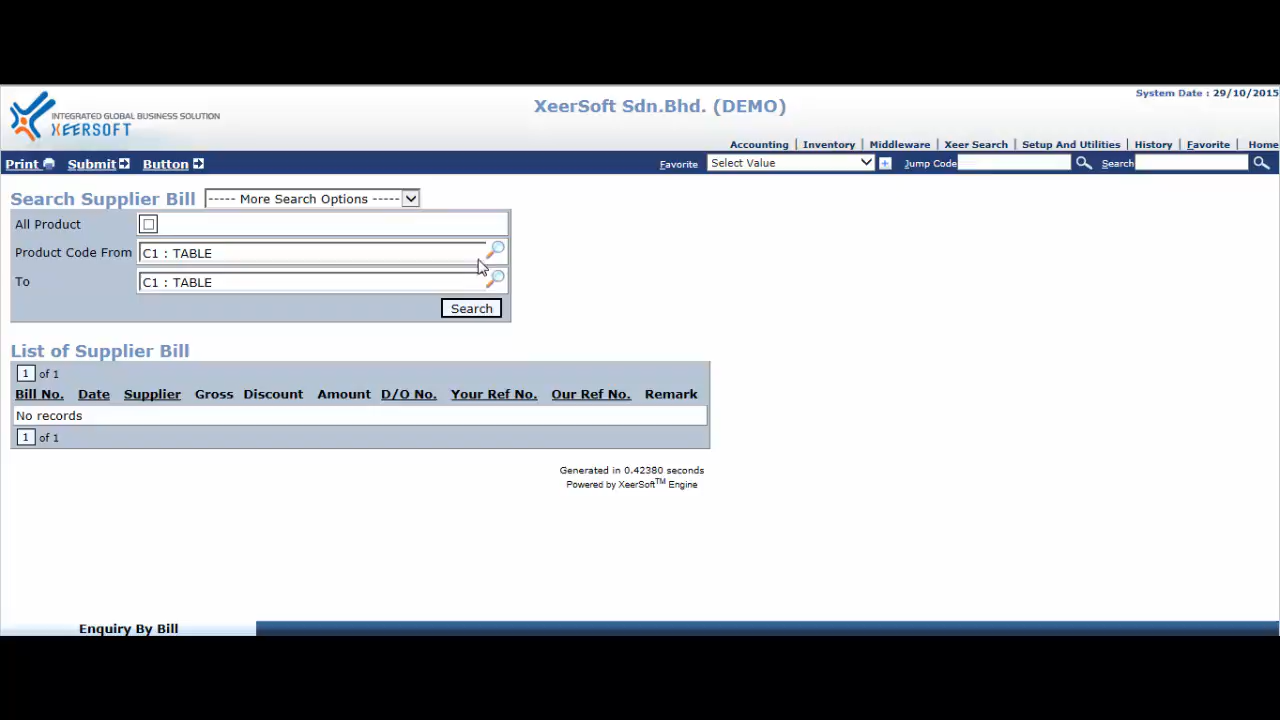 System Date : 29/10/2015
INTEGRATED GLOBAL BUSINESS SOLUTION
XEERSOFT
XeerSoft Sdn.Bhd. (DEMO)
Accounting | Inventory | Middleware | Xeer Search | Setup And Utilities | History | Favorite | Home
Print Submit Button Favorite Select Value Jump Code Search
Search Supplier Bill ----- More Search Options -----
All Product
Product Code From C1 : TABLE
To C1 : TABLE
Search
List of Supplier Bill
1 of 1
Bill No. Date Supplier Gross Discount Amount D/O No. Your Ref No. Our Ref No. Remark
No records
1 of 1
Generated in 0.42380 seconds
Powered by XeerSoft™ Engine
Enquiry By Bill